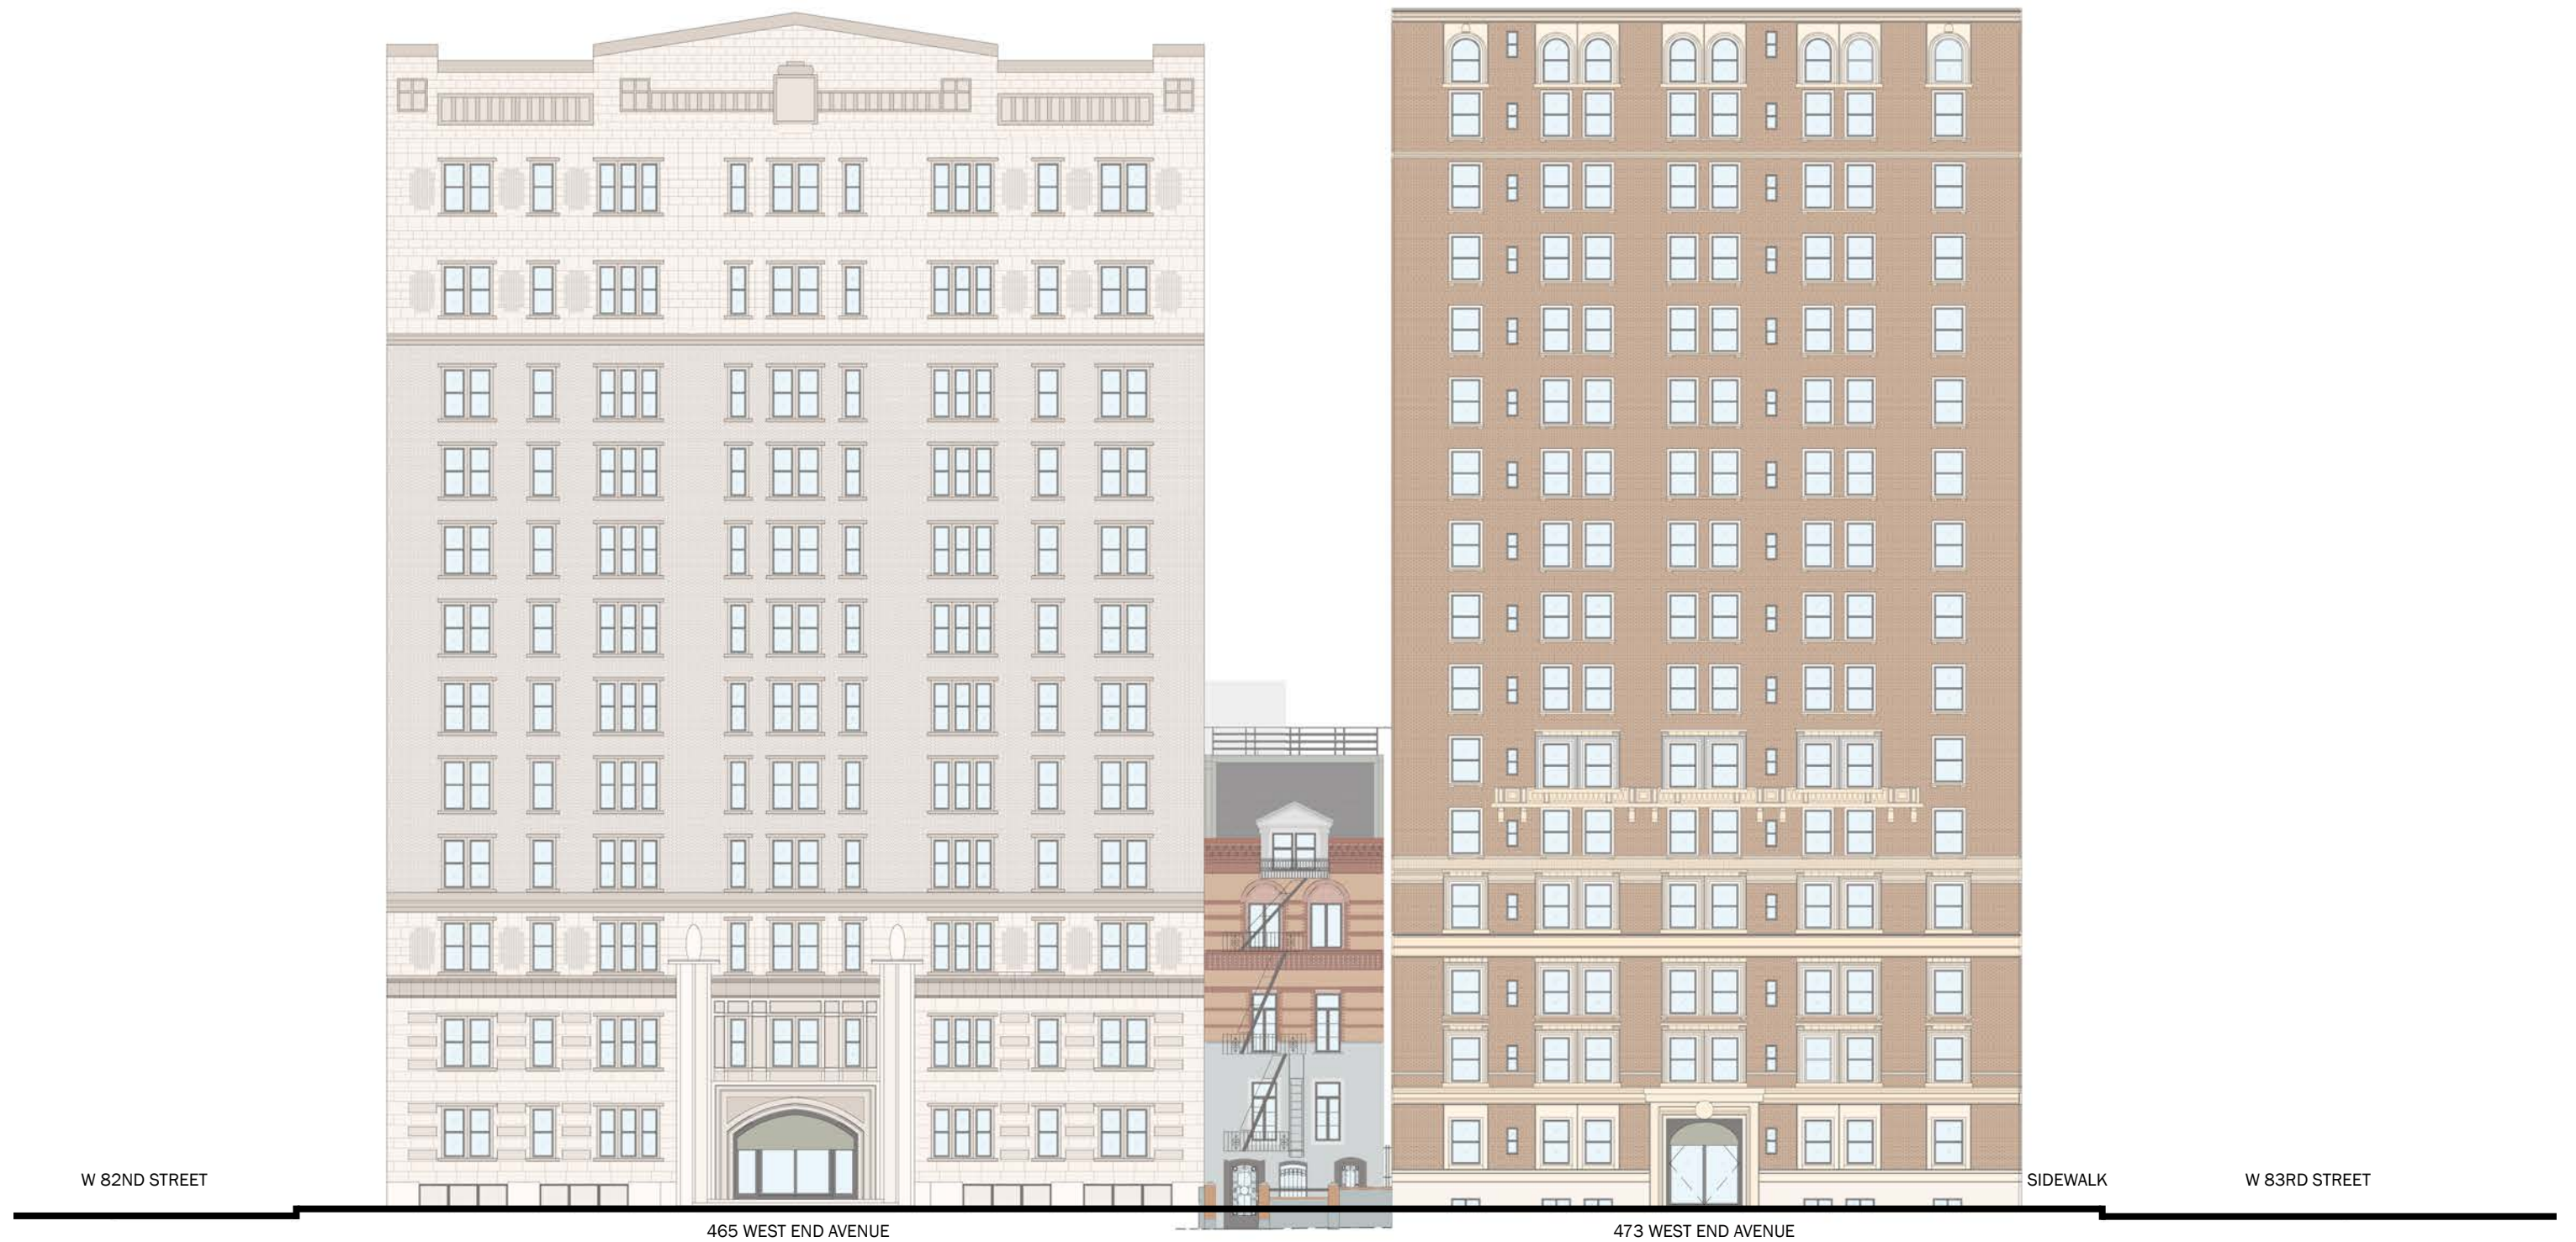 W 82ND STREET
SIDEWALK
W 83RD STREET
465 WEST END AVENUE
473 WEST END AVENUE